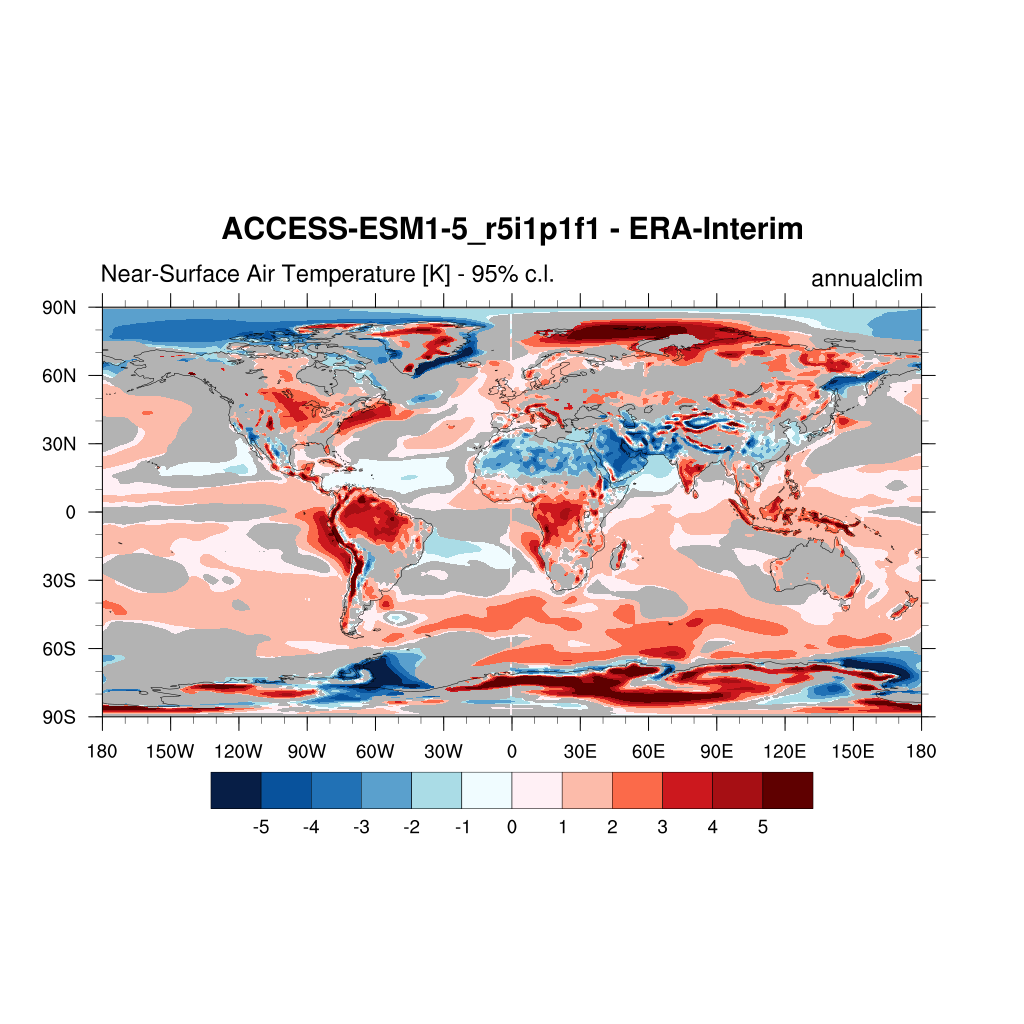 ACCESS-ESM1-5_r5i1p1f1 - ERA-Interim
Near-Surface Air Temperature [K] - 95% c.l.
annualclim
90N
60N
30N
0
30S
60S
90S
180 150W 120W 90W 60W 30W 0 30E 60E 90E 120E 150E 180
-5 -4 -3 -2 -1 0 1 2 3 4 5